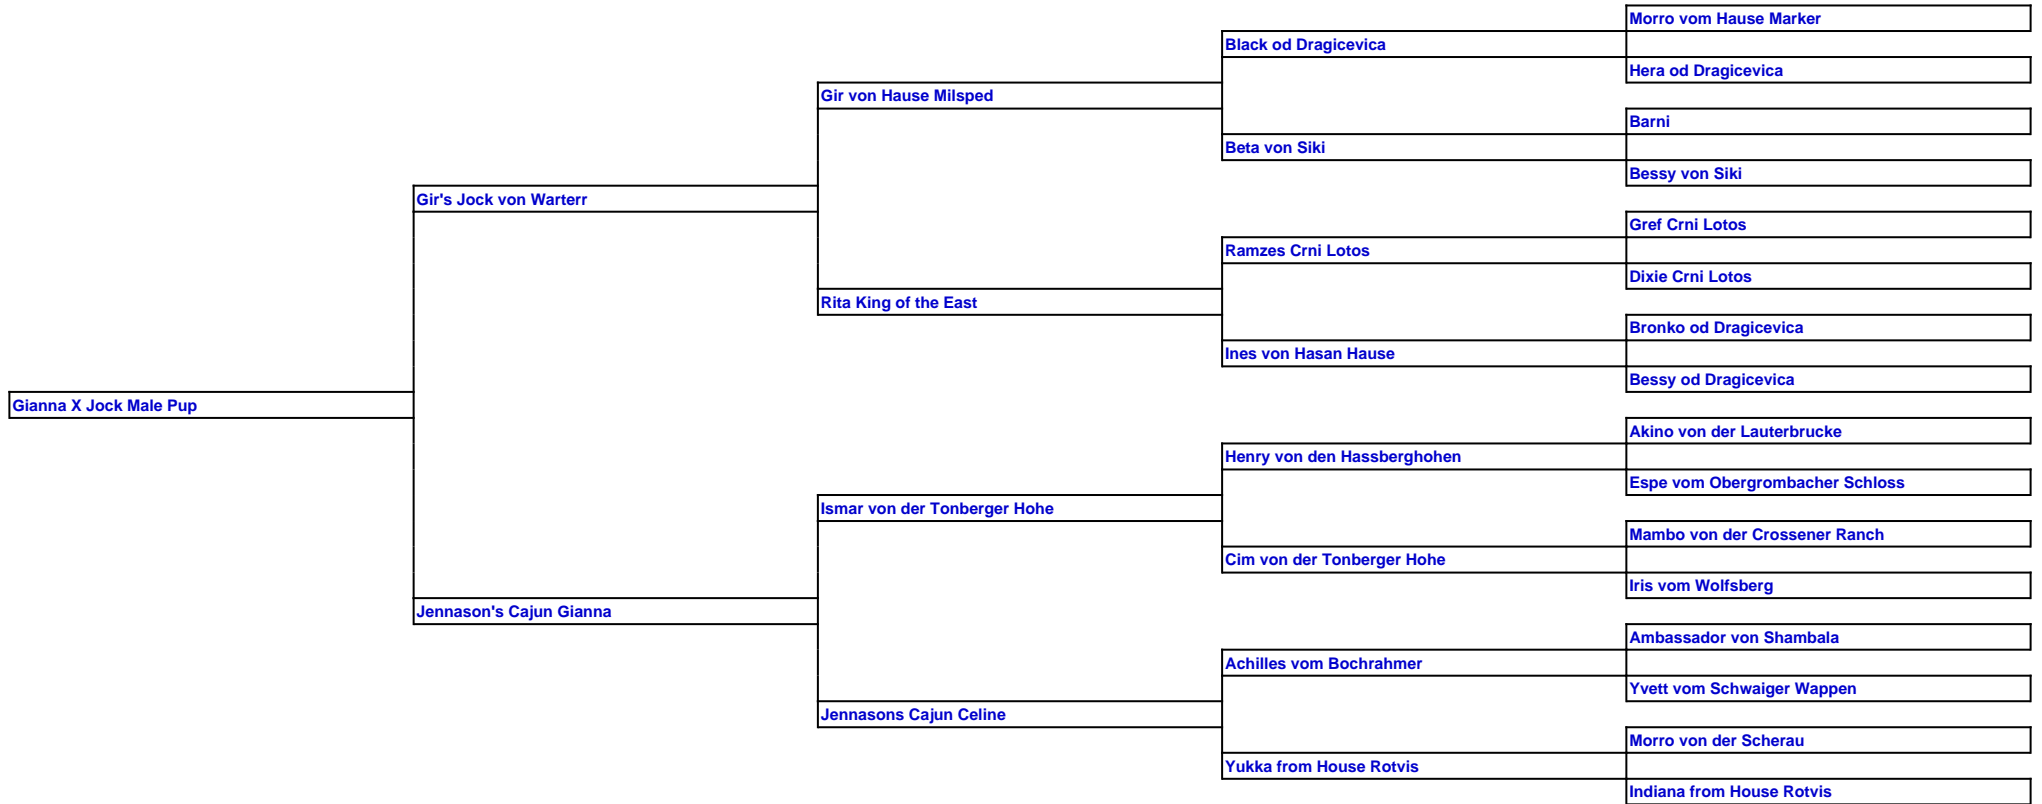 Morro vom Hause Marker
Black od Dragicevica
Hera od Dragicevica
Gir von Hause Milsped
Barni
Beta von Siki
Bessy von Siki
Gir's Jock von Warterr
Gref Crni Lotos
Ramzes Crni Lotos
Dixie Crni Lotos
Rita King of the East
Bronko od Dragicevica
Ines von Hasan Hause
Bessy od Dragicevica
Gianna X Jock Male Pup
Akino von der Lauterbrucke
Henry von den Hassberghohen
Espe vom Obergrombacher Schloss
Ismar von der Tonberger Hohe
Mambo von der Crossener Ranch
Cim von der Tonberger Hohe
Iris vom Wolfsberg
Jennason's Cajun Gianna
Ambassador von Shambala
Achilles vom Bochrahmer
Yvett vom Schwaiger Wappen
Jennasons Cajun Celine
Morro von der Scherau
Yukka from House Rotvis
Indiana from House Rotvis